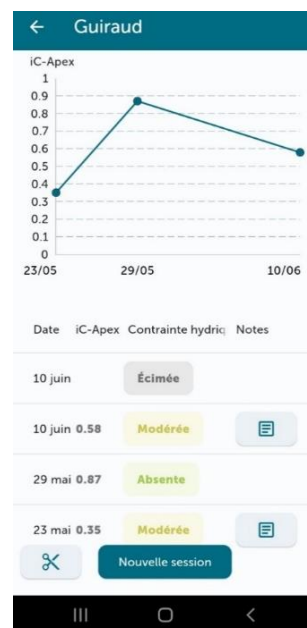 Guiraud
iC-Apex
1
0.9
0.8
0.7
0.6
0.5
0.4
0.3
0.2
0.1
0
23/05 29/05 10/06
Date iC-Apex Contrainte hydriq Notes
10 juin Écimée
10 juin 0.58 Modérée
29 mai 0.87 Absente
23 mai 0.35 Modérée
Nouvelle session